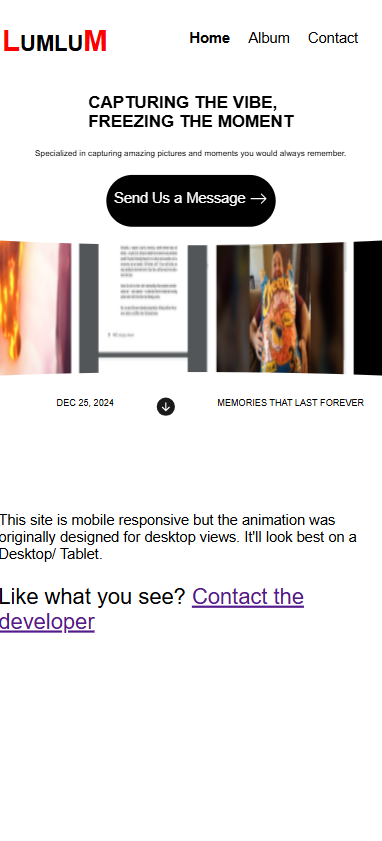 LUMLUM
Home Album Contact
CAPTURING THE VIBE,
FREEZING THE MOMENT
Specialized in capturing amazing pictures and moments you would always remember.
Send Us a Message →
DEC 25, 2024
MEMORIES THAT LAST FOREVER
This site is mobile responsive but the animation was
originally designed for desktop views. It'll look best on a
Desktop/ Tablet.
Like what you see? Contact the
developer